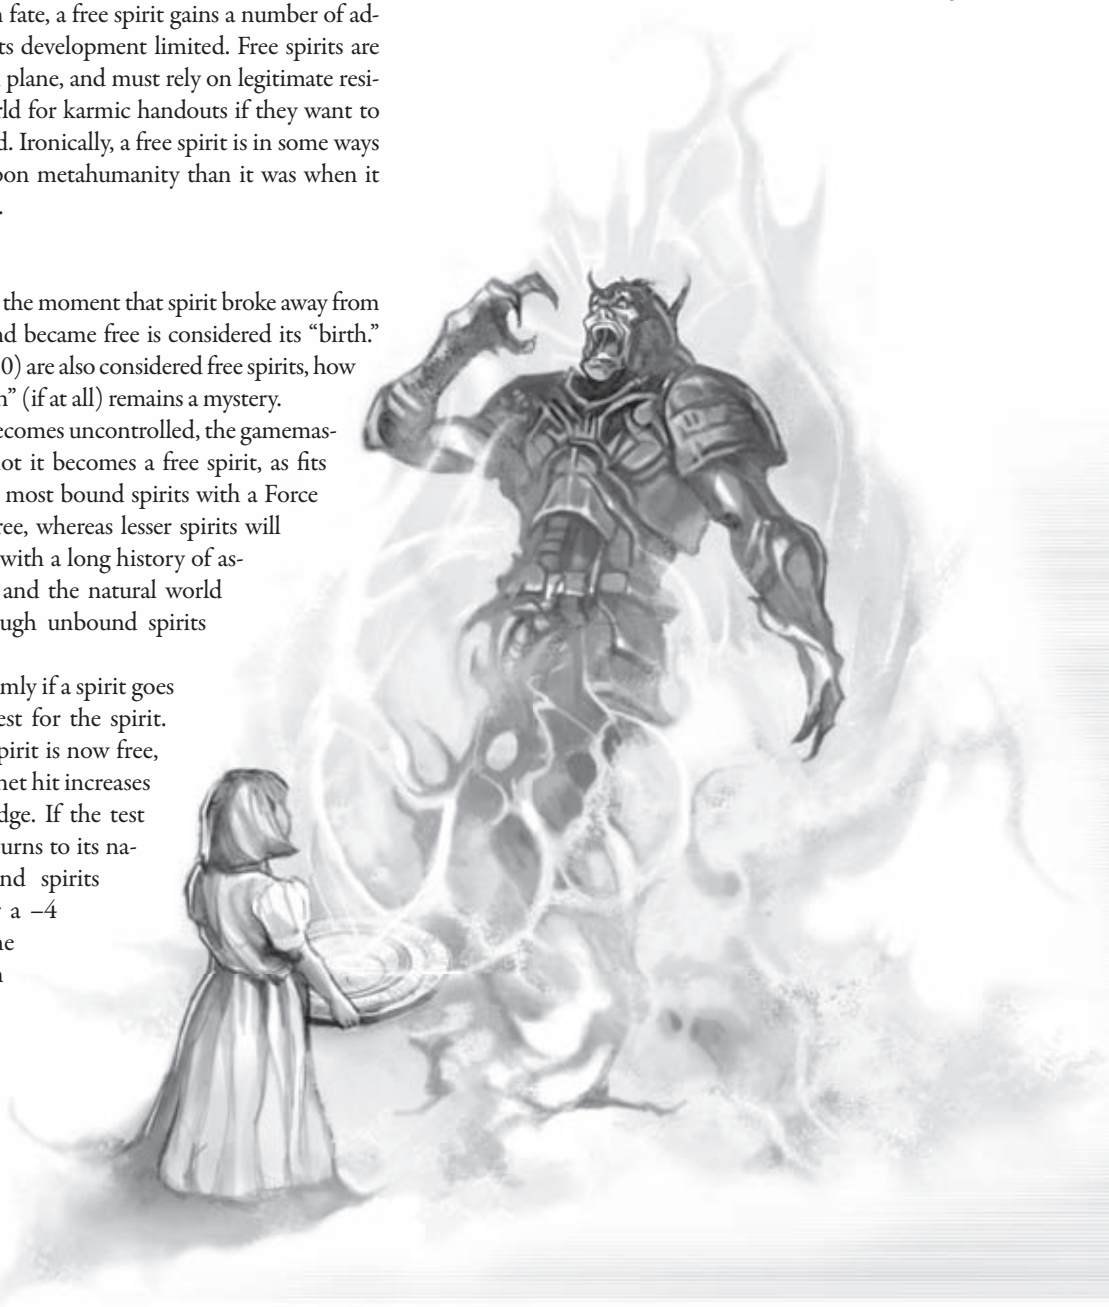 fate, a free spirit gains a number of ad-
ts development limited. Free spirits are
plane, and must rely on legitimate resi-
rld for karmic handouts if they want to
d. Ironically, a free spirit is in some ways
on metahumanity than it was when it
.
the moment that spirit broke away from
nd became free is considered its “birth.”
0) are also considered free spirits, how
” (if at all) remains a mystery.
ecomes uncontrolled, the gamemas-
ot it becomes a free spirit, as fits
most bound spirits with a Force
ree, whereas lesser spirits will
with a long history of as-
and the natural world
ugh unbound spirits
mly if a spirit goes
est for the spirit.
pirit is now free,
net hit increases
dge. If the test
urns to its na-
nd spirits
a –4
ne